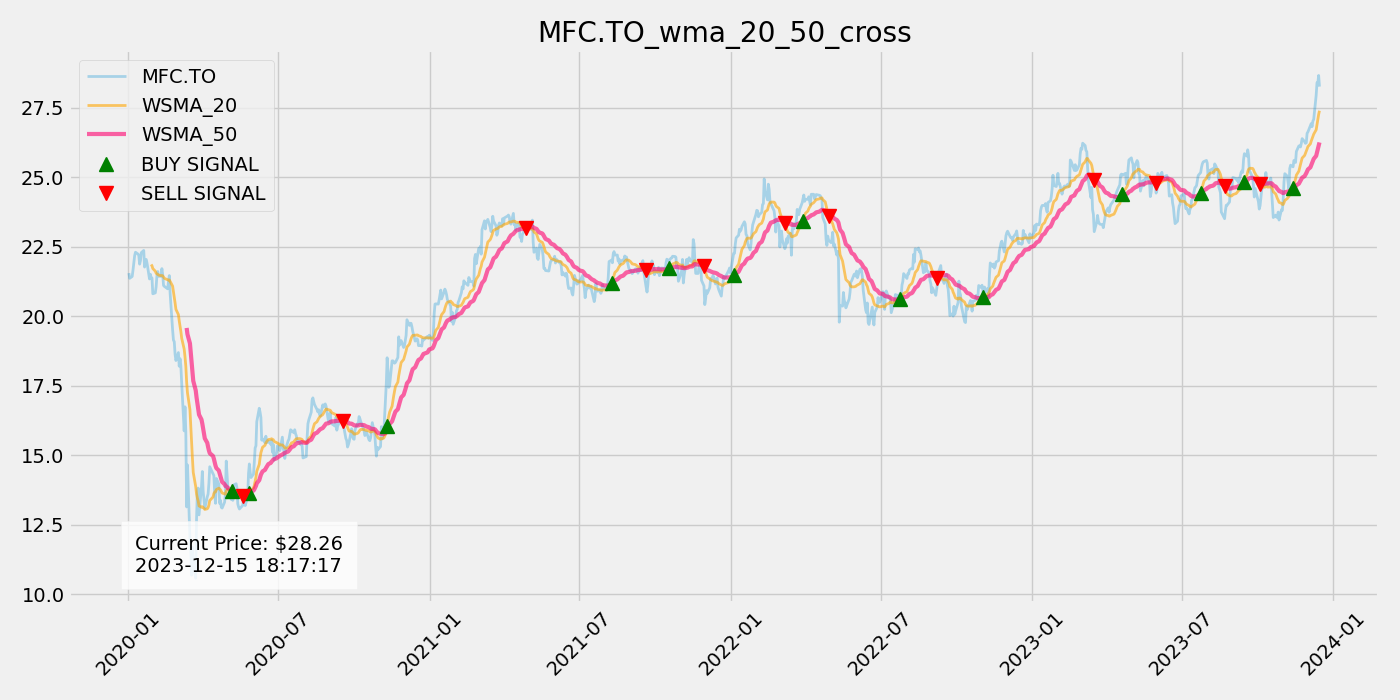 MFC.TO_wma_20_50_cross
MFC.TO
WSMA_20
WSMA_50
BUY SIGNAL
SELL SIGNAL
27.5
25.0
22.5
20.0
17.5
15.0
12.5
10.0
Current Price: $28.26
2023-12-15 18:17:17
2020-01
2020-07
2021-01
2021-07
2022-01
2022-07
2023-01
2023-07
2024-01